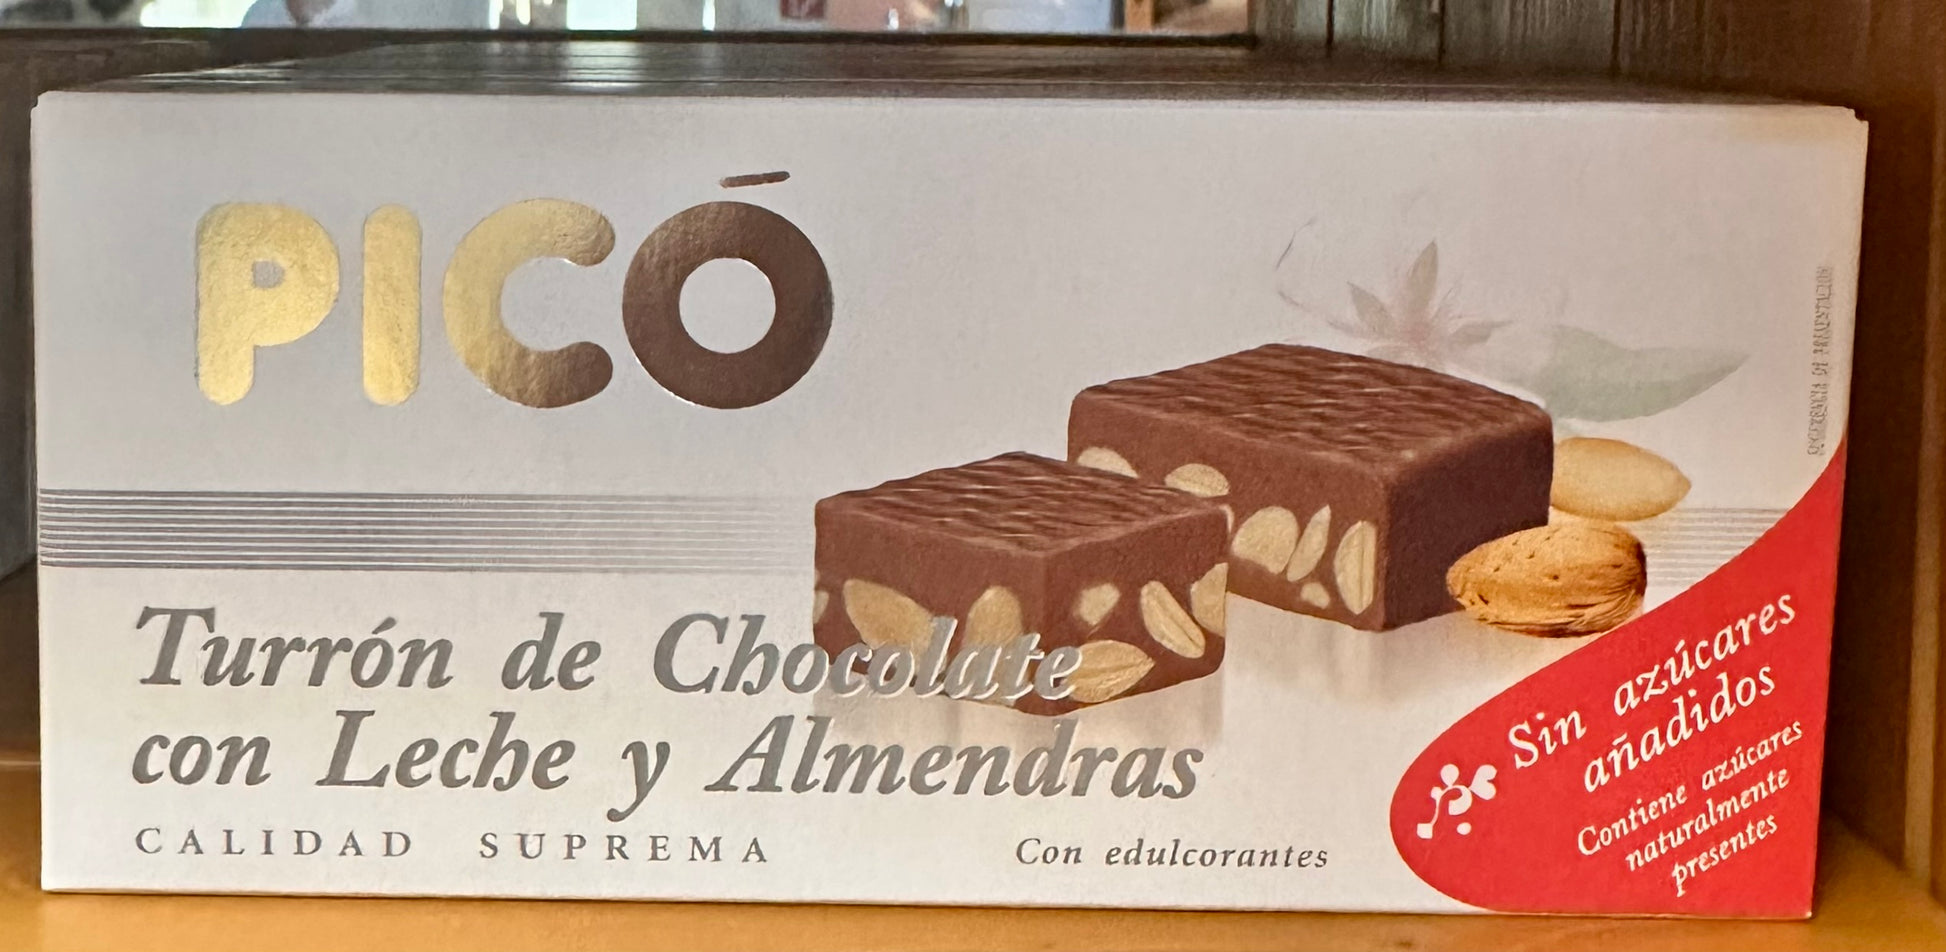 PICÓ
Turrón de Chocolate
con Leche y Almendras
CALIDAD SUPREMA
Con edulcorantes
Sin azúcares
añadidos
Contiene azúcares
naturalmente
presentes